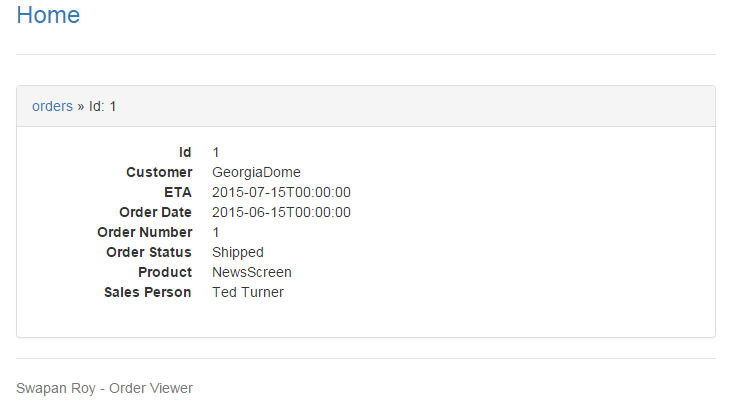 Home
orders » Id: 1
Id 1
Customer GeorgiaDome
ETA 2015-07-15T00:00:00
Order Date 2015-06-15T00:00:00
Order Number 1
Order Status Shipped
Product NewsScreen
Sales Person Ted Turner
Swapan Roy - Order Viewer